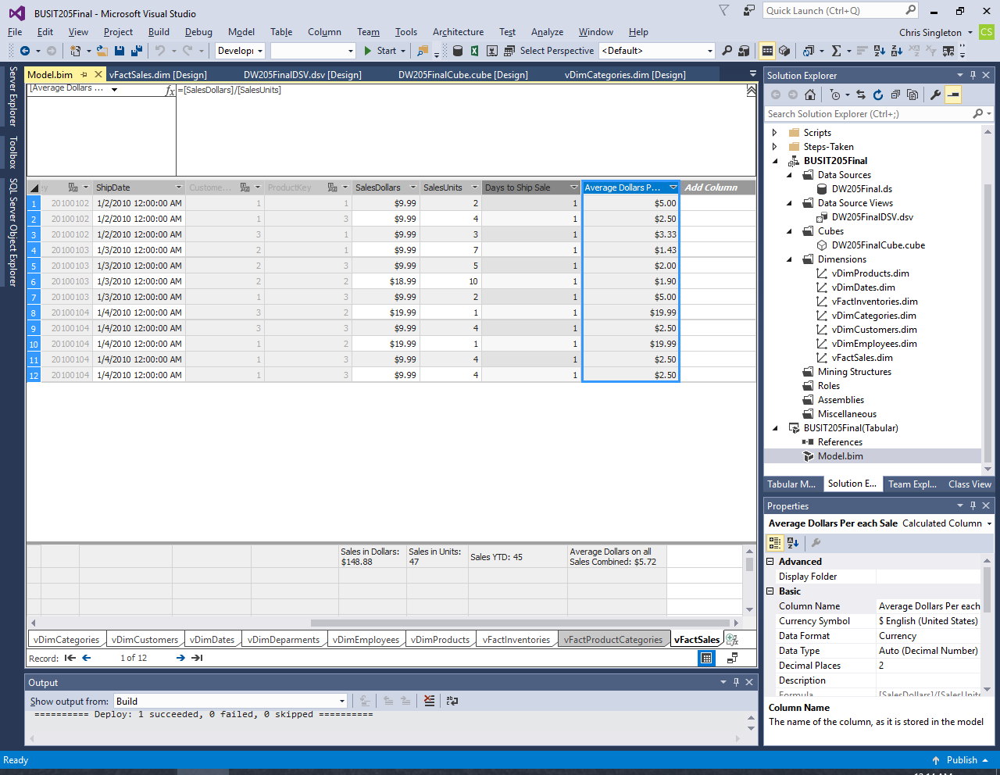 BUSIT205Final - Microsoft Visual Studio
Quick Launch (Ctrl+Q)
File Edit View Project Build Debug Model Table Column Team Tools Architecture Test Analyze Window Help
Chris Singleton CS
Developı Start Select Perspective <Default>
Server Explorer
Toolbox
SQL Server Object Explorer
Model.bim vFactSales.dim [Design] DW205FinalDSV.dsv [Design] DW205FinalCube.cube [Design] vDimCategories.dim [Design]
[Average Dollars ... fx =[SalesDollars]/[SalesUnits]
ey ShipDate Custome... ProductKey SalesDollars SalesUnits Days to Ship Sale Average Dollars P... Add Column
1 20100102 1/2/2010 12:00:00 AM 1 1 $9.99 2 1 $5.00
2 20100102 1/2/2010 12:00:00 AM 1 3 $9.99 4 1 $2.50
3 20100102 1/2/2010 12:00:00 AM 3 1 $9.99 3 1 $3.33
4 20100103 1/3/2010 12:00:00 AM 2 1 $9.99 7 1 $1.43
5 20100103 1/3/2010 12:00:00 AM 2 3 $9.99 5 1 $2.00
6 20100103 1/3/2010 12:00:00 AM 2 2 $18.99 10 1 $1.90
7 20100103 1/3/2010 12:00:00 AM 1 3 $9.99 2 1 $5.00
8 20100104 1/4/2010 12:00:00 AM 3 2 $19.99 1 1 $19.99
9 20100104 1/4/2010 12:00:00 AM 3 3 $9.99 4 1 $2.50
10 20100104 1/4/2010 12:00:00 AM 1 2 $19.99 1 1 $19.99
11 20100104 1/4/2010 12:00:00 AM 1 3 $9.99 4 1 $2.50
12 20100104 1/4/2010 12:00:00 AM 1 3 $9.99 4 1 $2.50
Sales in Dollars: Sales in Units: Sales YTD: 45 Average Dollars on all
$148.88 47 Sales Combined: $5.72
vDimCategories vDimCustomers vDimDates vDimDeparments vDimEmployees vDimProducts vFactInventories vFactProductCategories vFactSales
Record: 1 of 12
Output
Show output from: Build
========== Deploy: 1 succeeded, 0 failed, 0 skipped ==========
Solution Explorer
Search Solution Explorer (Ctrl+;)
Scripts
Steps-Taken
BUSIT205Final
Data Sources
DW205Final.ds
Data Source Views
DW205FinalDSV.dsv
Cubes
DW205FinalCube.cube
Dimensions
vDimProducts.dim
vDimDates.dim
vFactInventories.dim
vDimCategories.dim
vDimCustomers.dim
vDimEmployees.dim
vFactSales.dim
Mining Structures
Roles
Assemblies
Miscellaneous
BUSIT205Final(Tabular)
References
Model.bim
Tabular M... Solution E... Team Expl... Class View
Properties
Average Dollars Per each Sale Calculated Column
Advanced
Display Folder
Basic
Column Name Average Dollars Per each
Currency Symbol $ English (United States)
Data Format Currency
Data Type Auto (Decimal Number)
Decimal Places 2
Description
Formula [SalesDollars]/[SalesUnits
Column Name
The name of the column, as it is stored in the model
Ready Publish